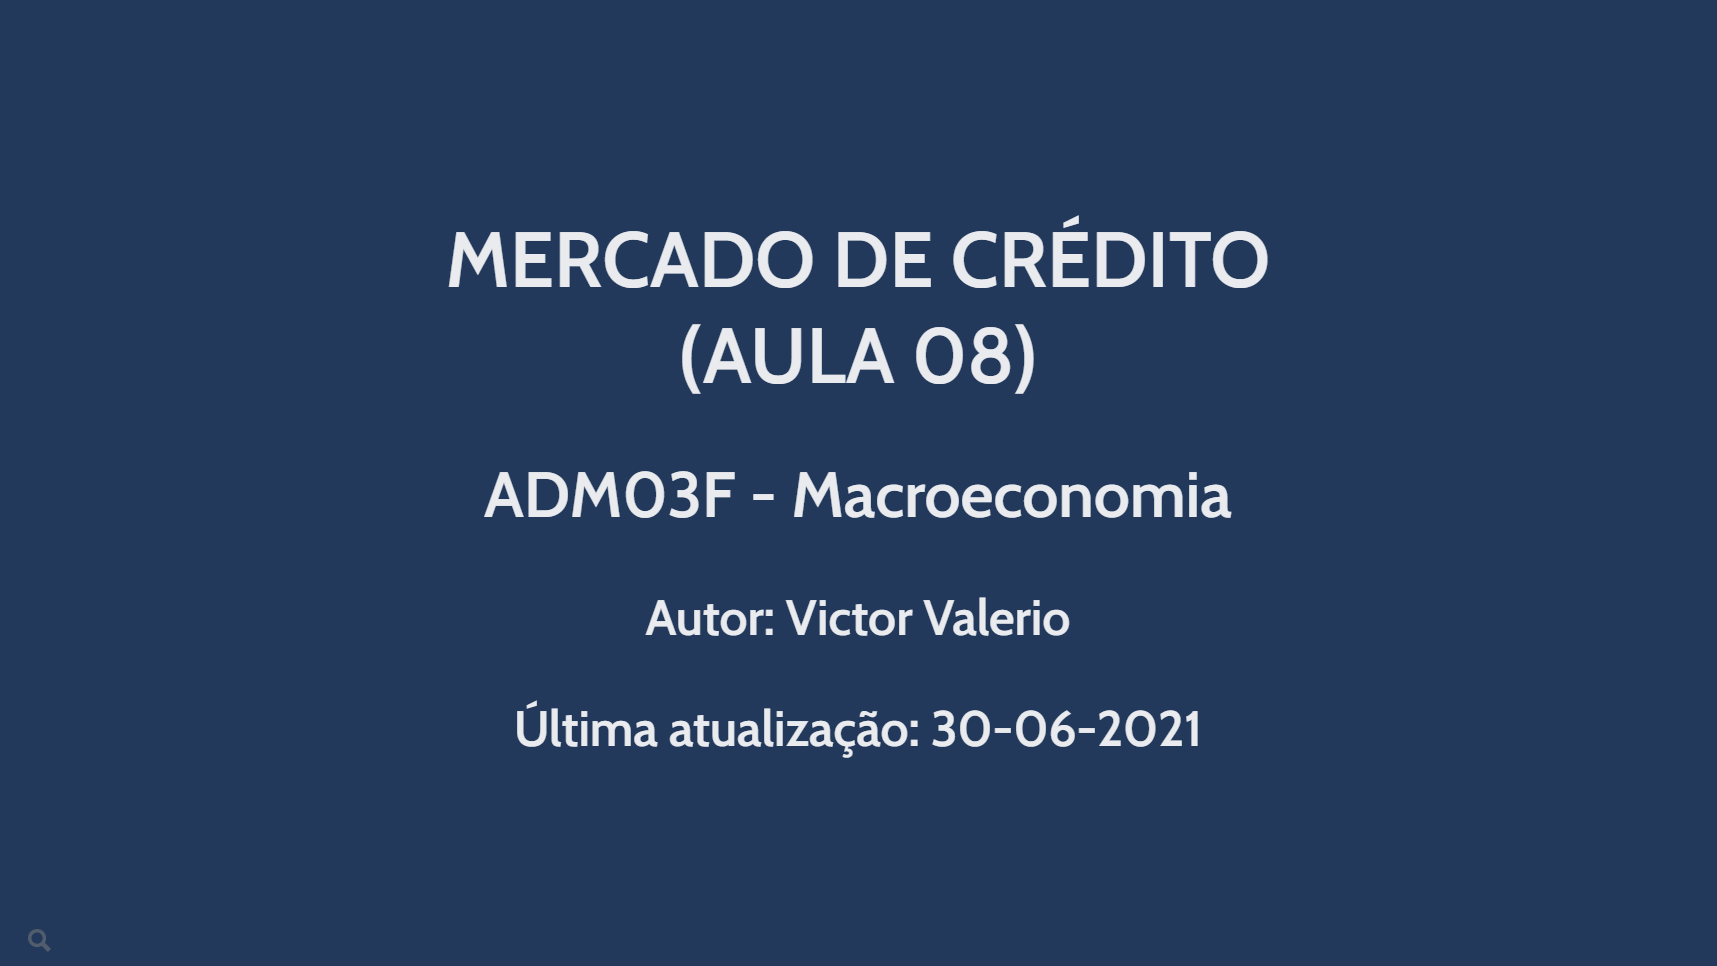 MERCADO DE CRÉDITO
(AULA 08)
ADM03F - Macroeconomia
Autor: Victor Valerio
Última atualização: 30-06-2021